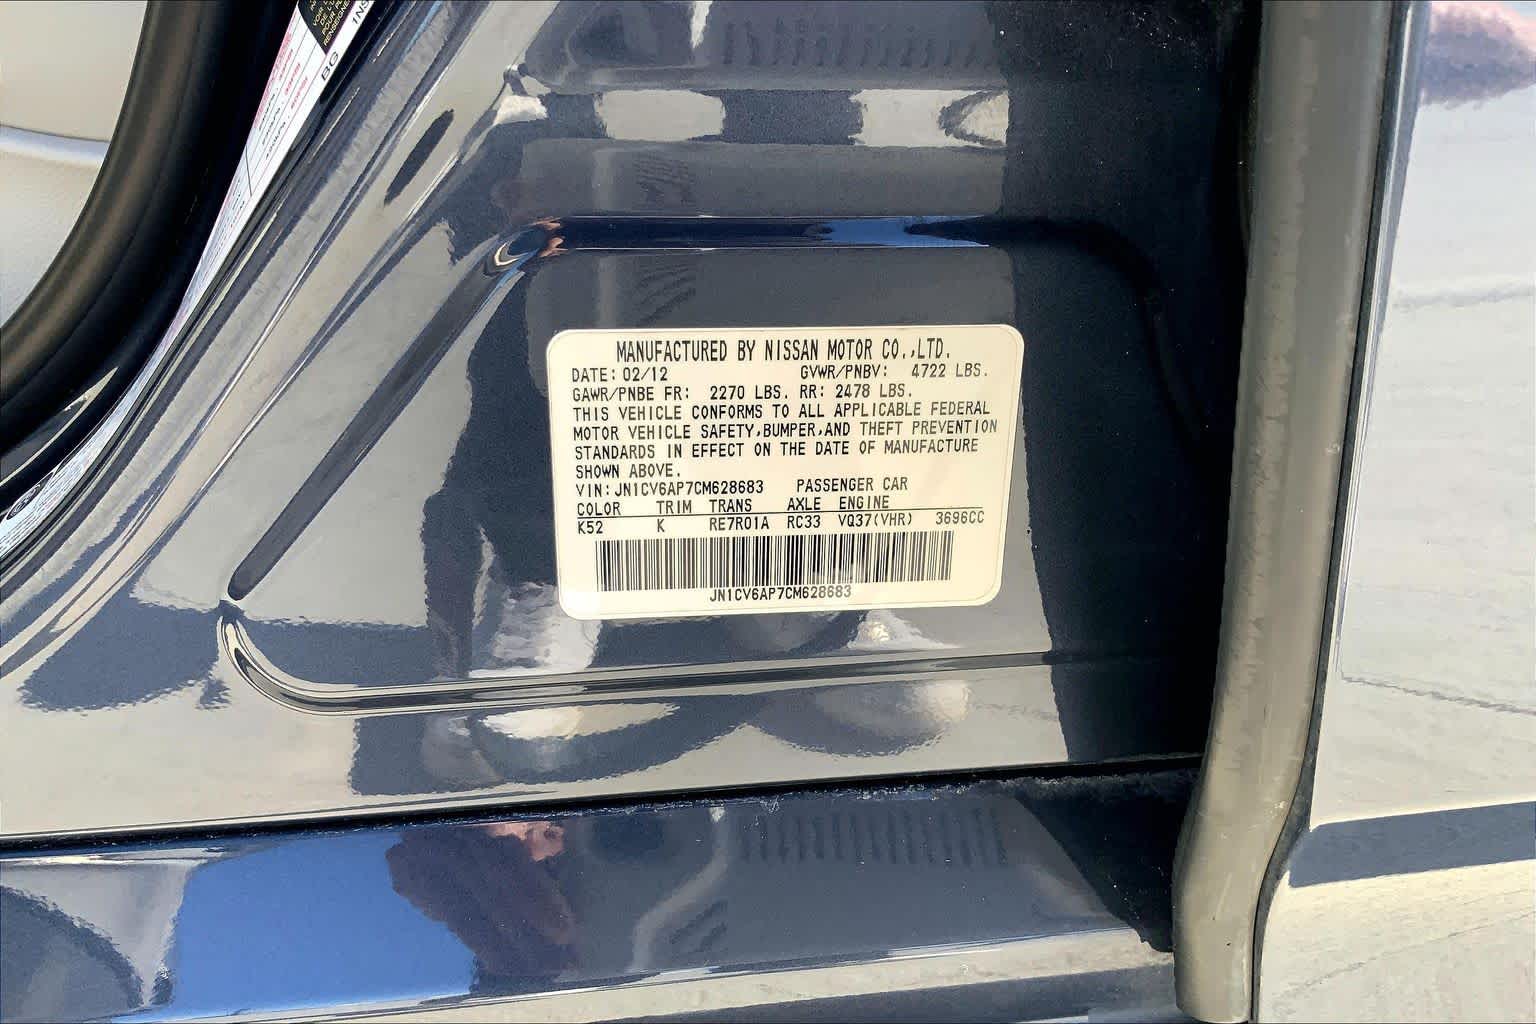 BG
MANUFACTURED BY NISSAN MOTOR CO.,LTD.
DATE: 02/12 GVWR/PNBV: 4722 LBS.
GAWR/PNBE FR: 2270 LBS. RR: 2478 LBS.
THIS VEHICLE CONFORMS TO ALL APPLICABLE FEDERAL
MOTOR VEHICLE SAFETY,BUMPER,AND THEFT PREVENTION
STANDARDS IN EFFECT ON THE DATE OF MANUFACTURE
SHOWN ABOVE.
VIN: JN1CV6AP7CM628683 PASSENGER CAR
COLOR TRIM TRANS AXLE ENGINE
K52 K RE7R01A RC33 VQ37(VHR) 3696CC
JN1CV6AP7CM628683